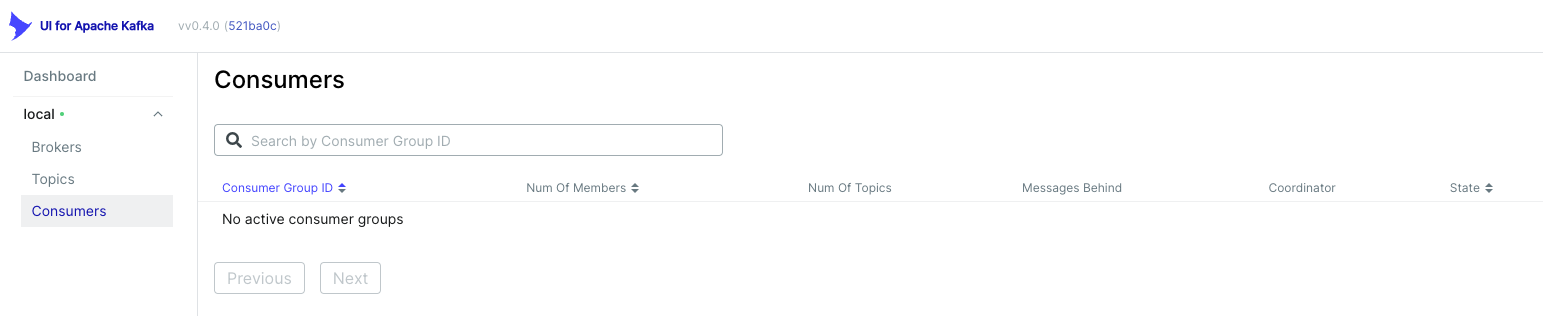 UI for Apache Kafka vv0.4.0 (521ba0c)
Dashboard
local
Brokers
Topics
Consumers
Consumers
Search by Consumer Group ID
Consumer Group ID Num Of Members Num Of Topics Messages Behind Coordinator State
No active consumer groups
Previous Next